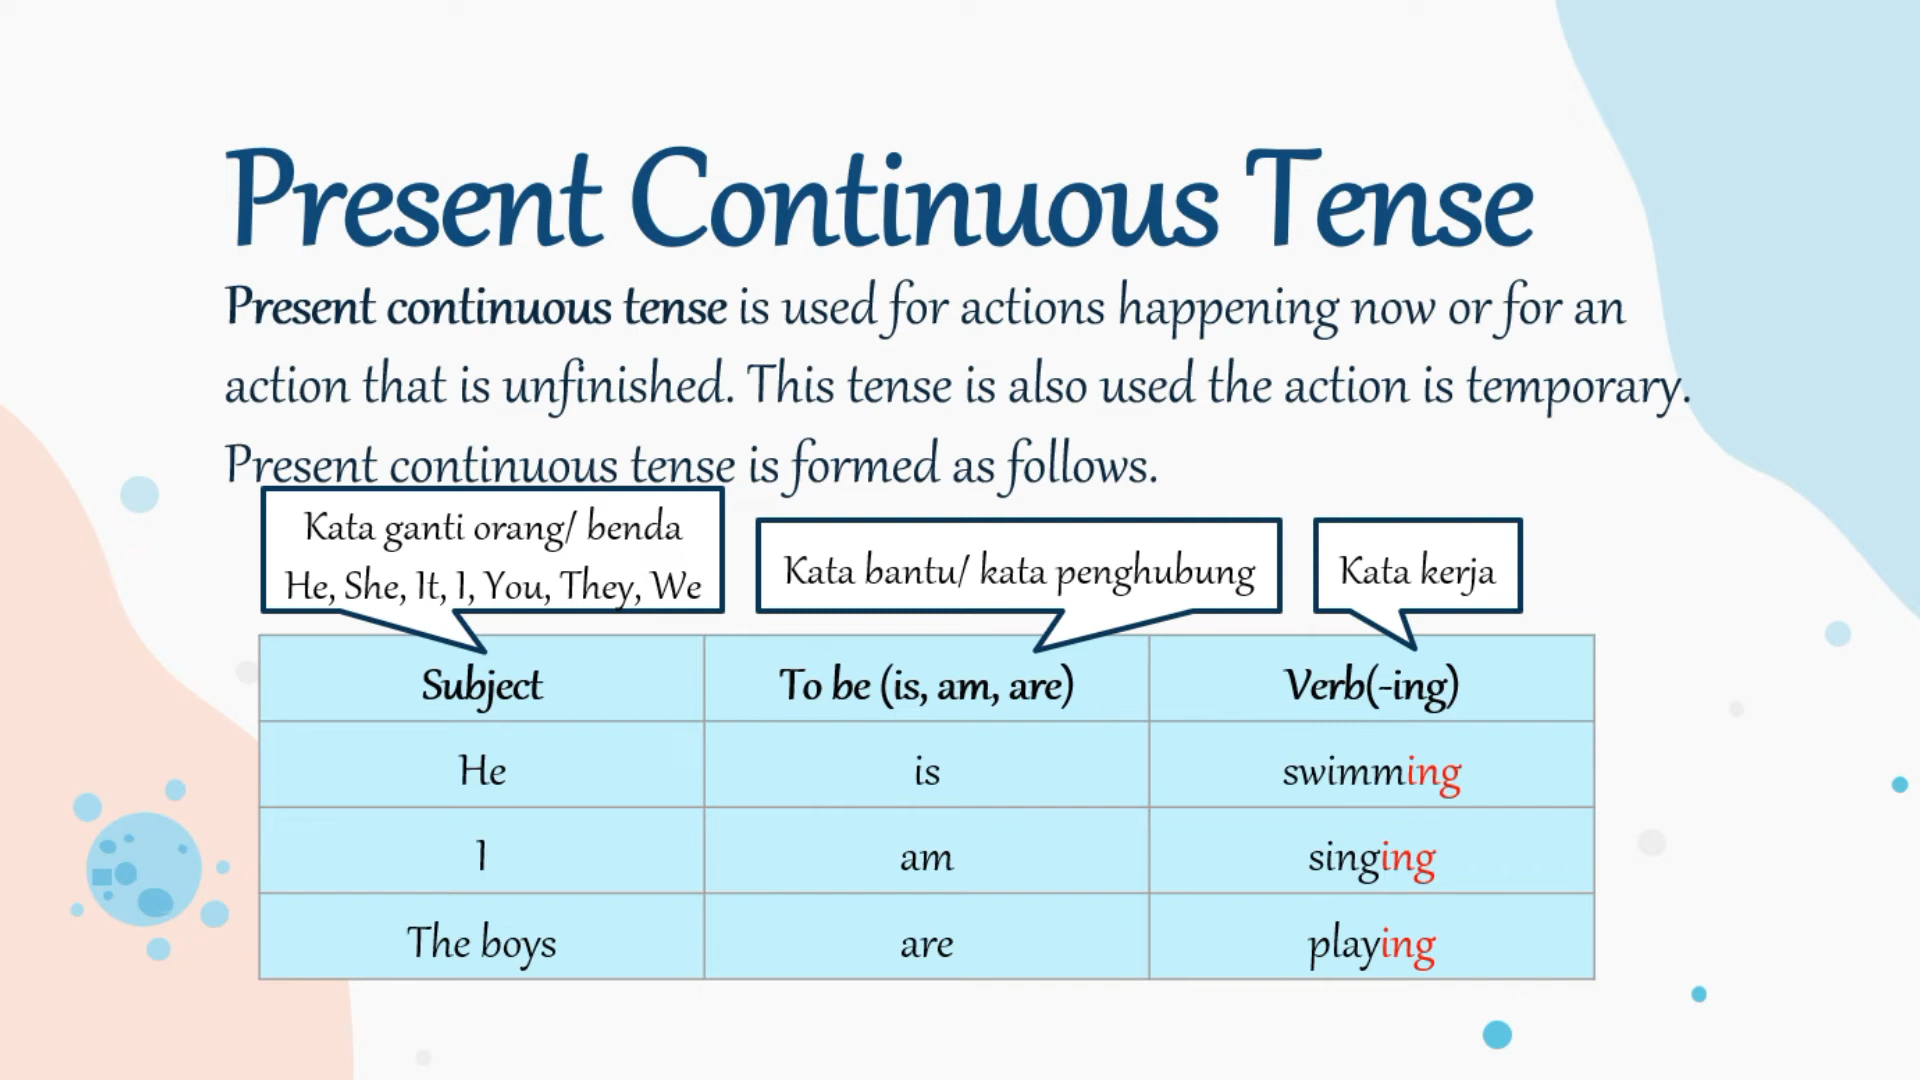 Present Continuous Tense
Present continuous tense is used for actions happening now or for an
action that is unfinished. This tense is also used the action is temporary.
Present continuous tense is formed as follows.
Kata ganti orang/ benda
He, She, It, I, You, They, We
Kata bantu/ kata penghubung
Kata kerja
Subject To be (is, am, are) Verb(-ing)
He is swimming
I am singing
The boys are playing